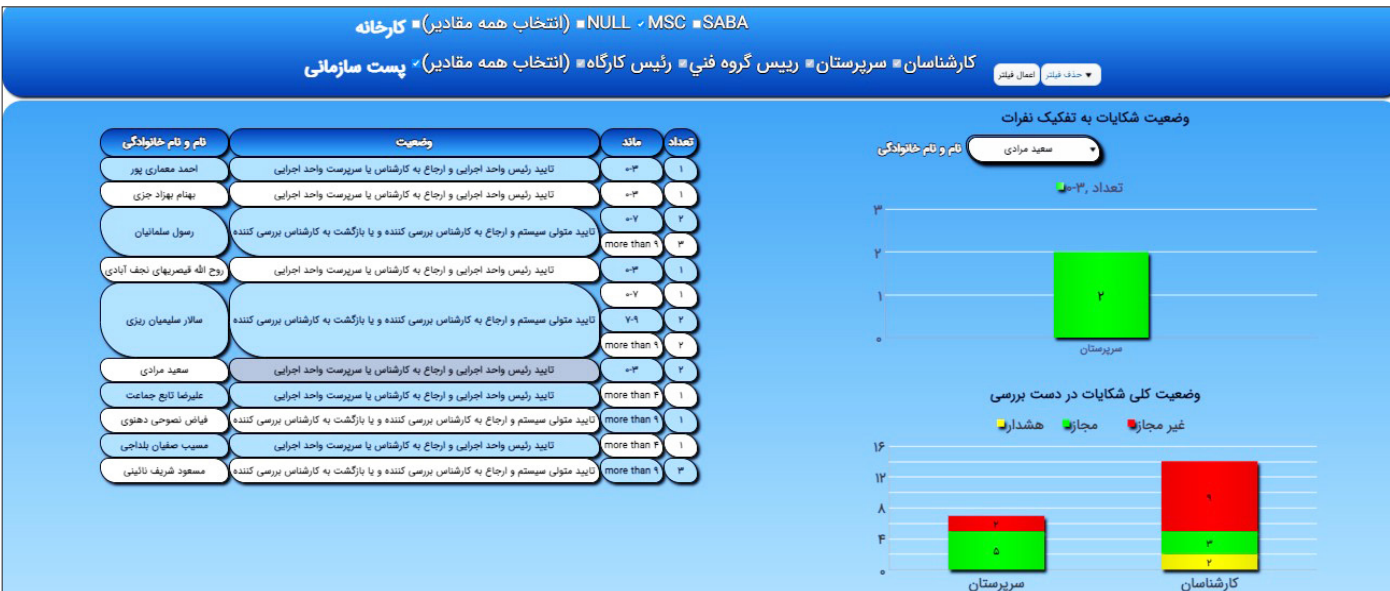 کارخانه (انتخاب همه مقادیر) NULL MSC SABA
پست سازمانی (انتخاب همه مقادیر) رئیس کارگاه رییس گروه فني سرپرستان کارشناسان
اعمال فیلتر حذف فیلتر
وضعیت شکایات به تفکیک نفرات
نام و نام خانوادگی سعید مرادی
تعداد ,۳-۰
۳
۲
۱
۰
۲
سرپرستان
وضعیت کلی شکایات در دست بررسی
غیر مجاز مجاز هشدار
۱۶
۱۲
۸
۴
۰
۲
۵
۹
۳
۲
سرپرستان کارشناسان
نام و نام خانوادگی وضعیت ماند تعداد
احمد معماری پور تایید رئیس واحد اجرایی و ارجاع به کارشناس یا سرپرست واحد اجرایی ۰-۳ ۱
بهنام بهزاد جزی تایید رئیس واحد اجرایی و ارجاع به کارشناس یا سرپرست واحد اجرایی ۰-۳ ۱
رسول سلمانیان تایید متولی سیستم و ارجاع به کارشناس بررسی کننده و یا بازگشت به کارشناس بررسی کننده ۰-۷ ۲
more than ۹ ۳
روح الله قیصریهای نجف آبادی تایید رئیس واحد اجرایی و ارجاع به کارشناس یا سرپرست واحد اجرایی ۰-۳ ۱
سالار سلیمیان ریزی تایید متولی سیستم و ارجاع به کارشناس بررسی کننده و یا بازگشت به کارشناس بررسی کننده ۰-۷ ۱
۷-۹ ۲
more than ۹ ۲
سعید مرادی تایید رئیس واحد اجرایی و ارجاع به کارشناس یا سرپرست واحد اجرایی ۰-۳ ۲
علیرضا تابع جماعت تایید رئیس واحد اجرایی و ارجاع به کارشناس یا سرپرست واحد اجرایی more than ۴ ۱
فیاض نصوحی دهنوی تایید متولی سیستم و ارجاع به کارشناس بررسی کننده و یا بازگشت به کارشناس بررسی کننده more than ۹ ۱
مسیب صفیان بلداجی تایید رئیس واحد اجرایی و ارجاع به کارشناس یا سرپرست واحد اجرایی more than ۴ ۱
مسعود شریف نائینی تایید متولی سیستم و ارجاع به کارشناس بررسی کننده و یا بازگشت به کارشناس بررسی کننده more than ۹ ۳